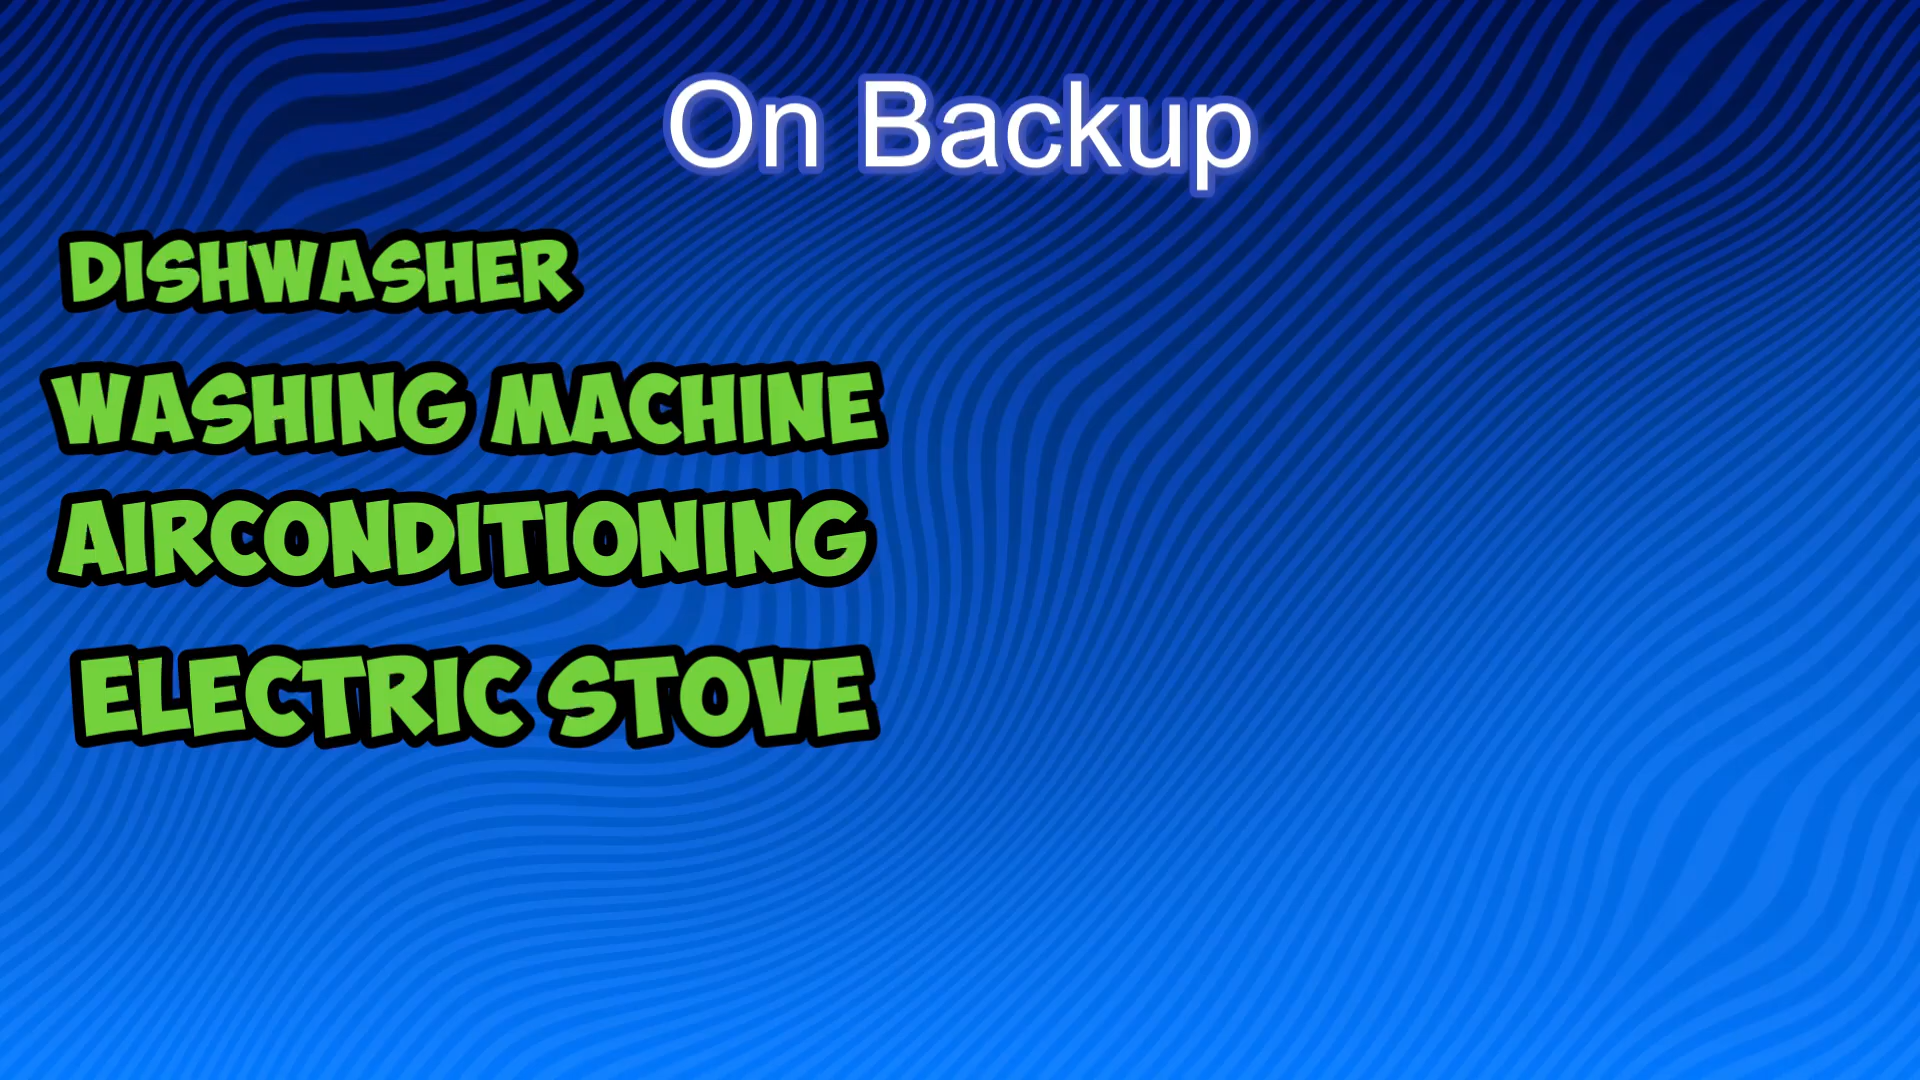 On Backup
DISHWASHER
WASHING MACHINE
AIRCONDITIONING
ELECTRIC STOVE